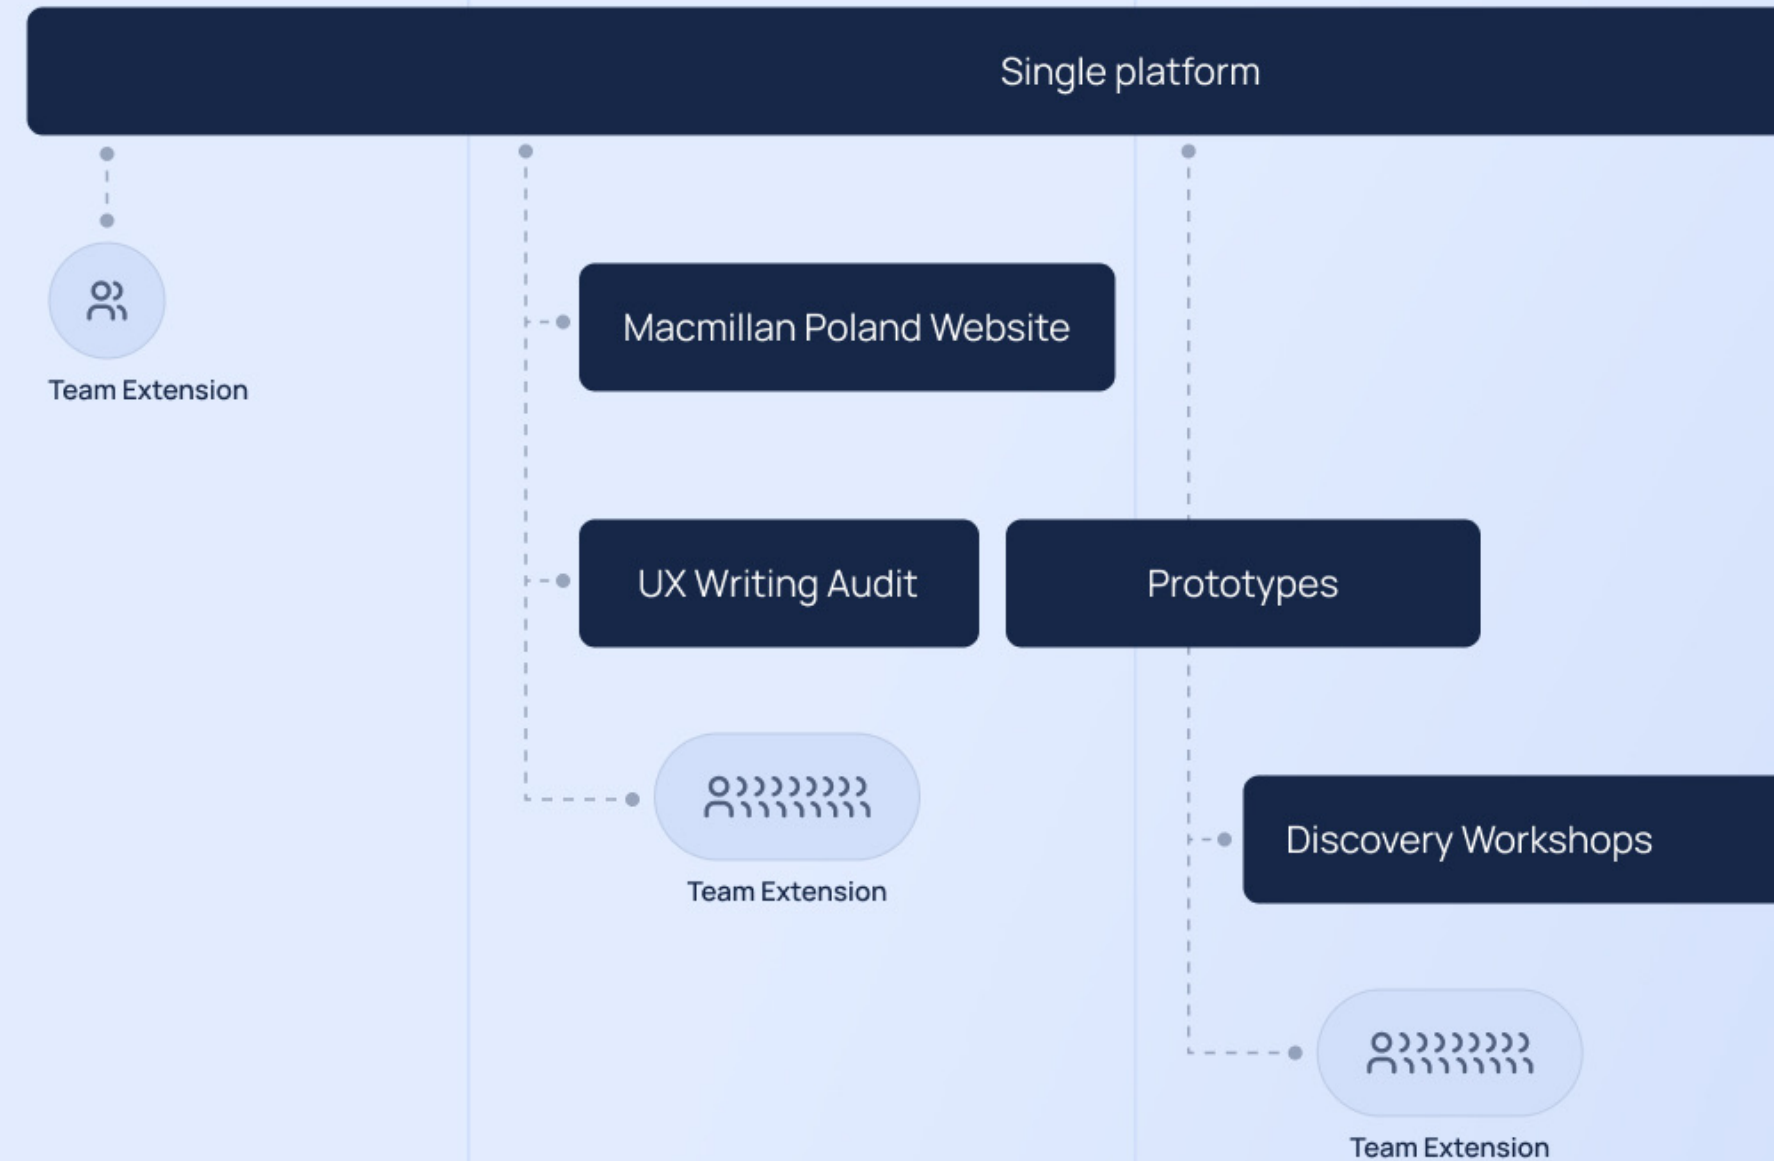 Single platform
Team Extension
Macmillan Poland Website
UX Writing Audit
Prototypes
Team Extension
Discovery Workshops
Team Extension